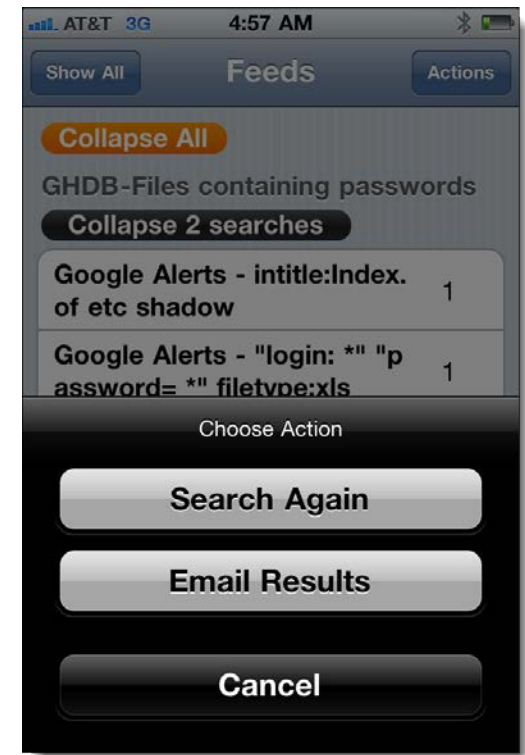 AT&T 3G 4:57 AM
Show All Feeds Actions
Collapse All
GHDB-Files containing passwords
Collapse 2 searches
Google Alerts - intitle:Index.
of etc shadow
1
Google Alerts - "login: *" "p
assword= *" filetype:xls
1
Choose Action
Search Again
Email Results
Cancel